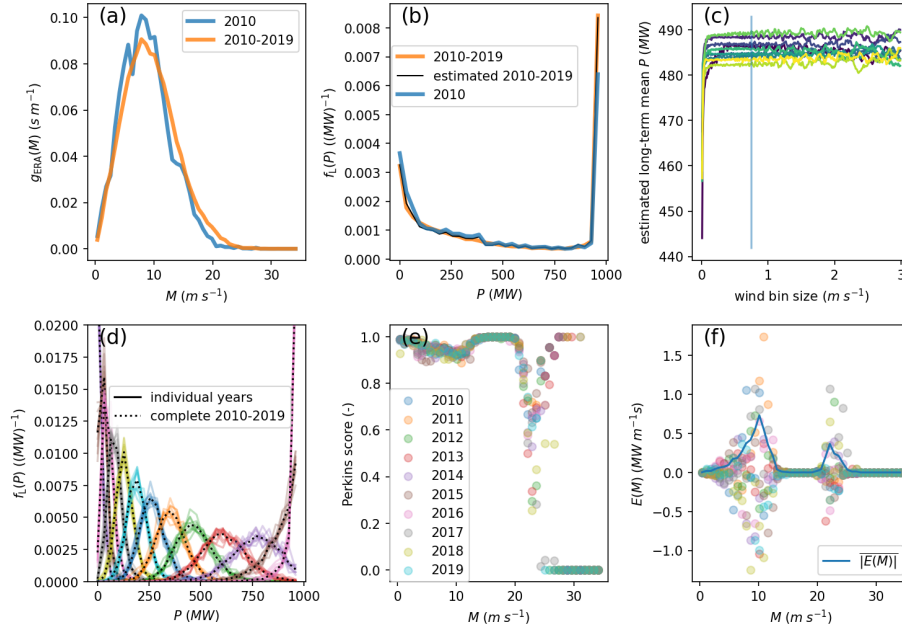 (a)
2010
2010-2019
g_ERA(M) (s m⁻¹)
0.10
0.08
0.06
0.04
0.02
0.00
0 10 20 30
M (m s⁻¹)
(b)
2010-2019
estimated 2010-2019
2010
f_L(P) ((MW)⁻¹)
0.008
0.007
0.006
0.005
0.004
0.003
0.002
0.001
0.000
0 200 400 600 800 1000
P (MW)
(c)
estimated long-term mean P (MW)
490
480
470
460
450
440
0 1 2 3
wind bin size (m s⁻¹)
(d)
individual years
complete 2010-2019
f_L(P) ((MW)⁻¹)
0.0200
0.0175
0.0150
0.0125
0.0100
0.0075
0.0050
0.0025
0.0000
0 250 500 750 1000
P (MW)
(e)
Perkins score (-)
1.0
0.8
0.6
0.4
0.2
0.0
2010
2011
2012
2013
2014
2015
2016
2017
2018
2019
0 10 20 30
M (m s⁻¹)
(f)
E(M) (MW m⁻¹s)
1.5
1.0
0.5
0.0
−0.5
−1.0
|E(M)|
0 10 20 30
M (m s⁻¹)